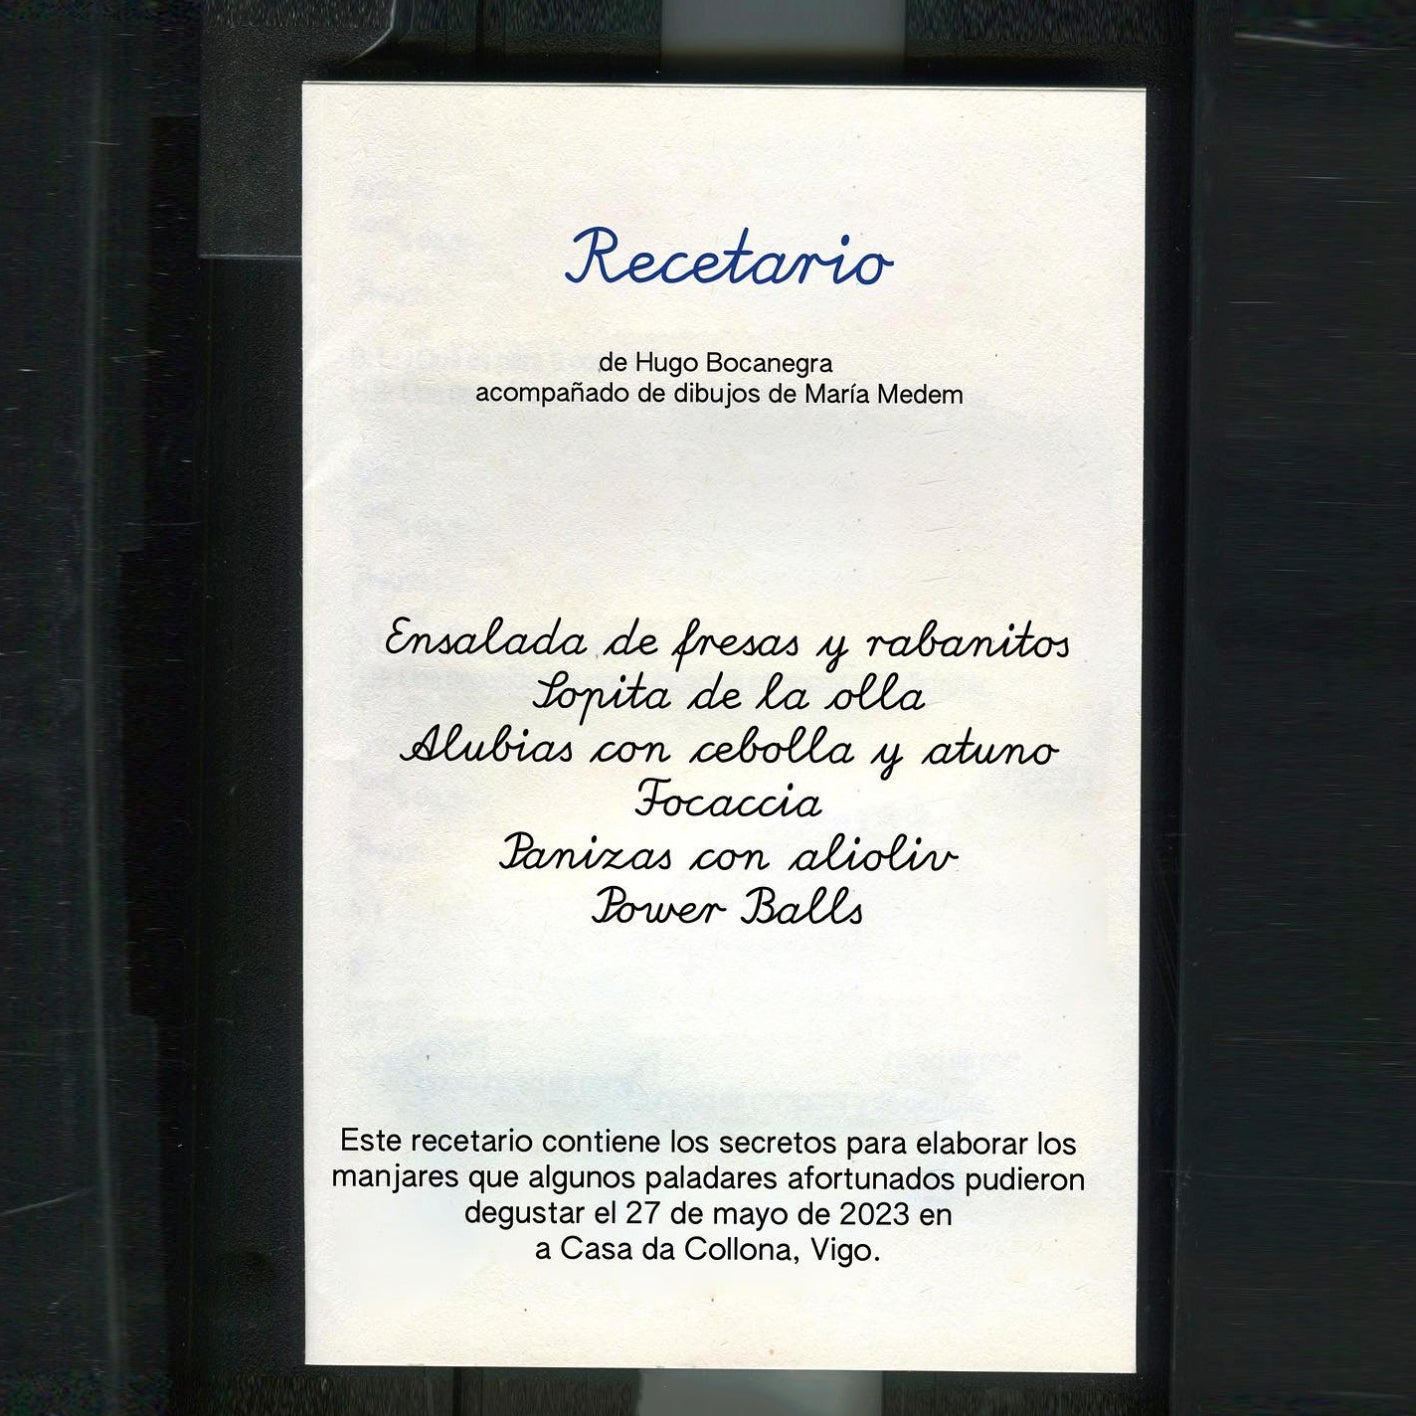 Recetario
de Hugo Bocanegra
acompañado de dibujos de María Medem
Ensalada de fresas y rabanitos
Sopita de la olla
Alubias con cebolla y atuno
Focaccia
Panizas con alioliv
Power Balls
Este recetario contiene los secretos para elaborar los
manjares que algunos paladares afortunados pudieron
degustar el 27 de mayo de 2023 en
a Casa da Collona, Vigo.